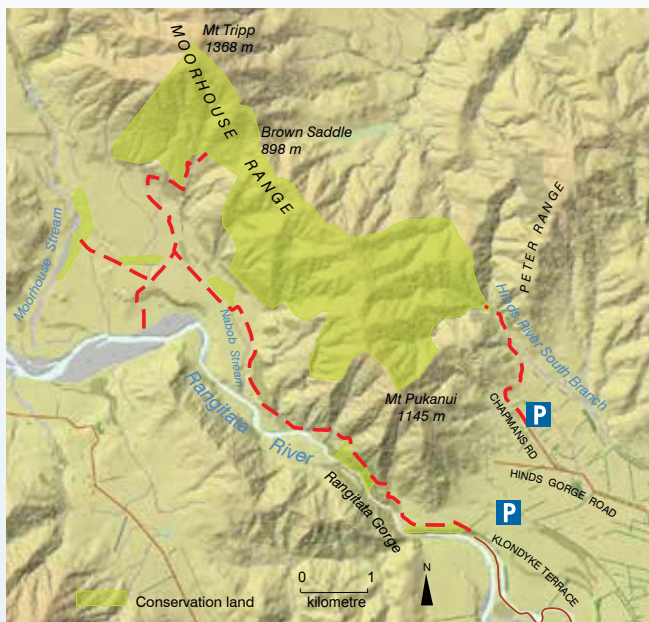 Mt Tripp
1368 m
MOORHOUSE RANGE
Brown Saddle
898 m
PETER RANGE
Moorhouse Stream
Hinds River South Branch
Nabob Stream
Rangitata River
Mt Pukanui
1145 m
CHAPMANS RD
P
HINDS GORGE ROAD
Rangitata Gorge
P
KLONDYKE TERRACE
0 1
kilometre
N
Conservation land